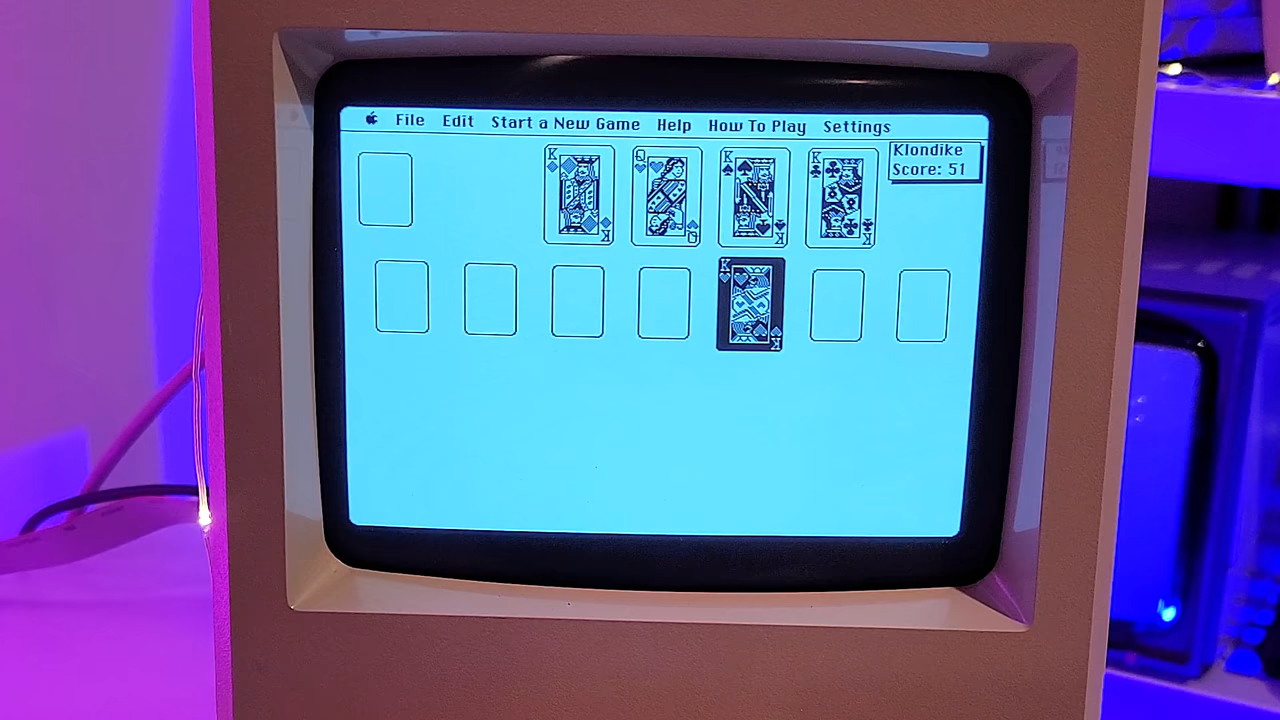 File Edit Start a New Game Help How To Play Settings
Klondike
Score: 51
K Q K K
K Q K K
K
K